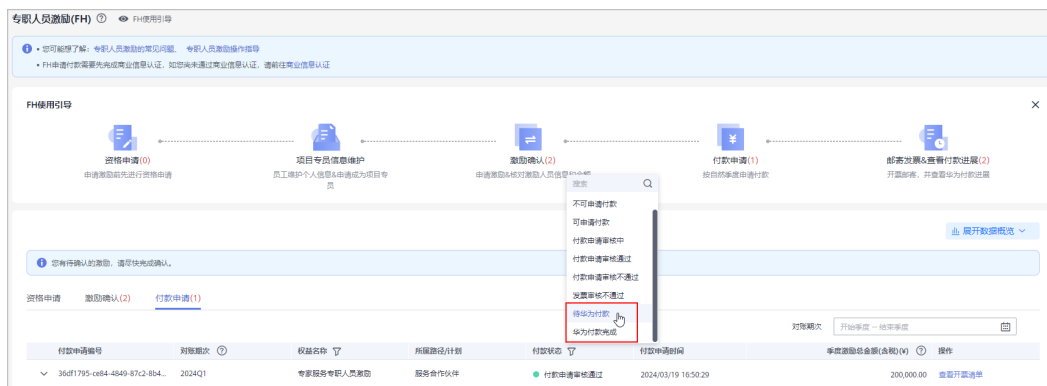 专职人员激励(FH) FH使用引导
• 您可能想了解：专职人员激励的常见问题、 专职人员激励操作指导
• FH申请付款需要先完成商业信息认证，如您尚未通过商业信息认证，请前往商业信息认证
FH使用引导
资格申请(0)
申请激励前先进行资格申请
项目专员信息维护
员工维护个人信息&申请成为项目专
员
激励确认(2)
申请激励&核对激励人员信息和金额
付款申请(1)
按自然季度申请付款
邮寄发票&查看付款进展(2)
开票邮寄，并查看华为付款进展
搜索
不可申请付款
可申请付款
付款申请审核中
付款申请审核通过
付款申请审核不通过
发票审核不通过
待华为付款
华为付款完成
展开数据概览
您有待确认的激励，请尽快完成确认。
资格申请 激励确认(2) 付款申请(1)
对账期次 开始季度 – 结束季度
付款申请编号 对账期次 权益名称 所属路径/计划 付款状态 付款申请时间 季度激励总金额(含税)(¥) 操作
36df1795-ce84-4849-87c2-8b4... 2024Q1 专家服务专职人员激励 服务合作伙伴 付款申请审核通过 2024/03/19 16:50:29 200,000.00 查看开票清单